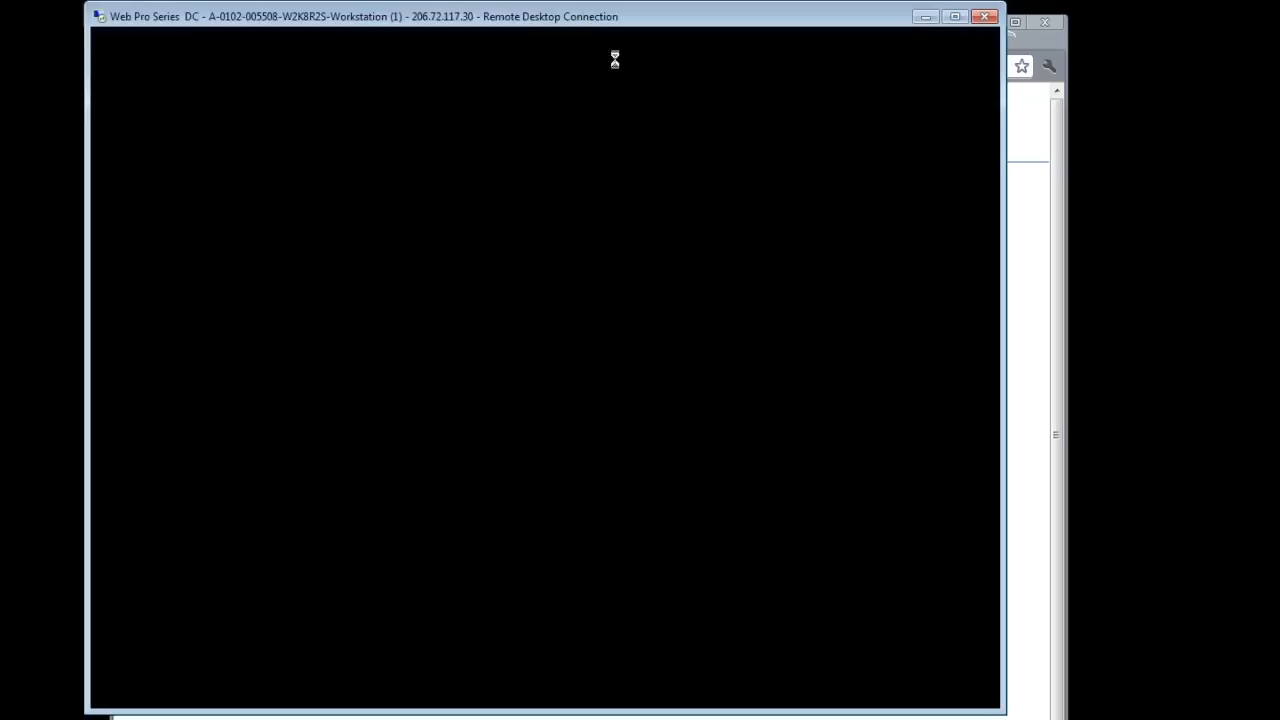 Web Pro Series  DC - A-0102-005508-W2K8R2S-Workstation (1) - 206.72.117.30 - Remote Desktop Connection